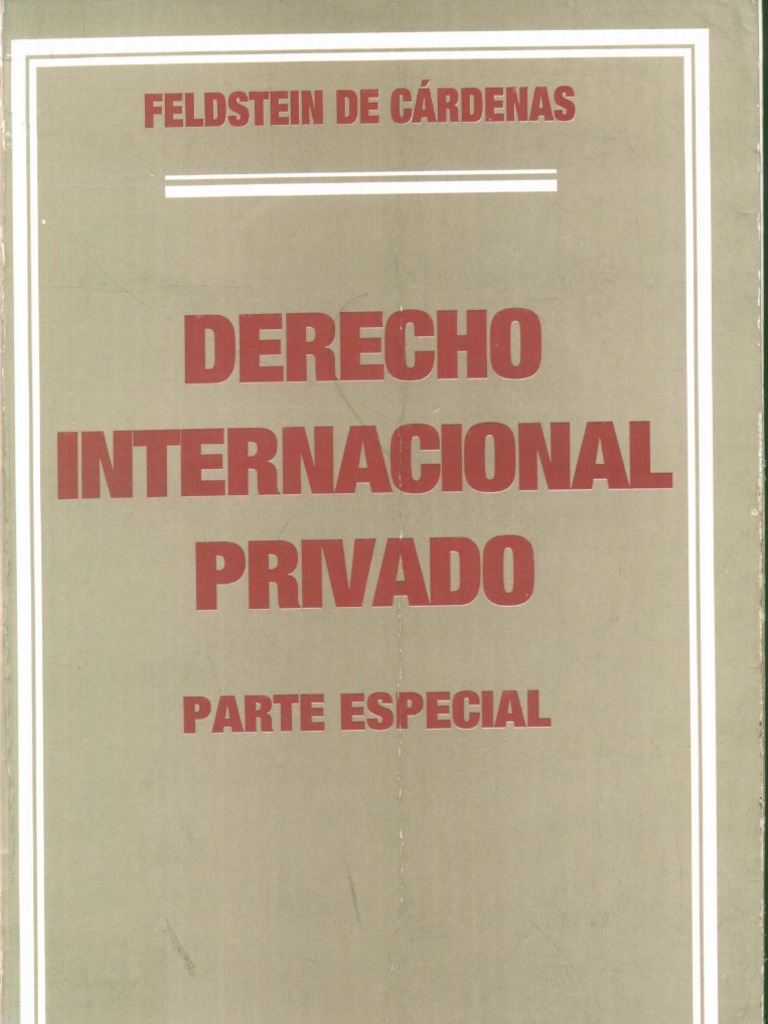 FELDSTEIN DE CÁRDENAS
DERECHO
INTERNACIONAL
PRIVADO
PARTE ESPECIAL